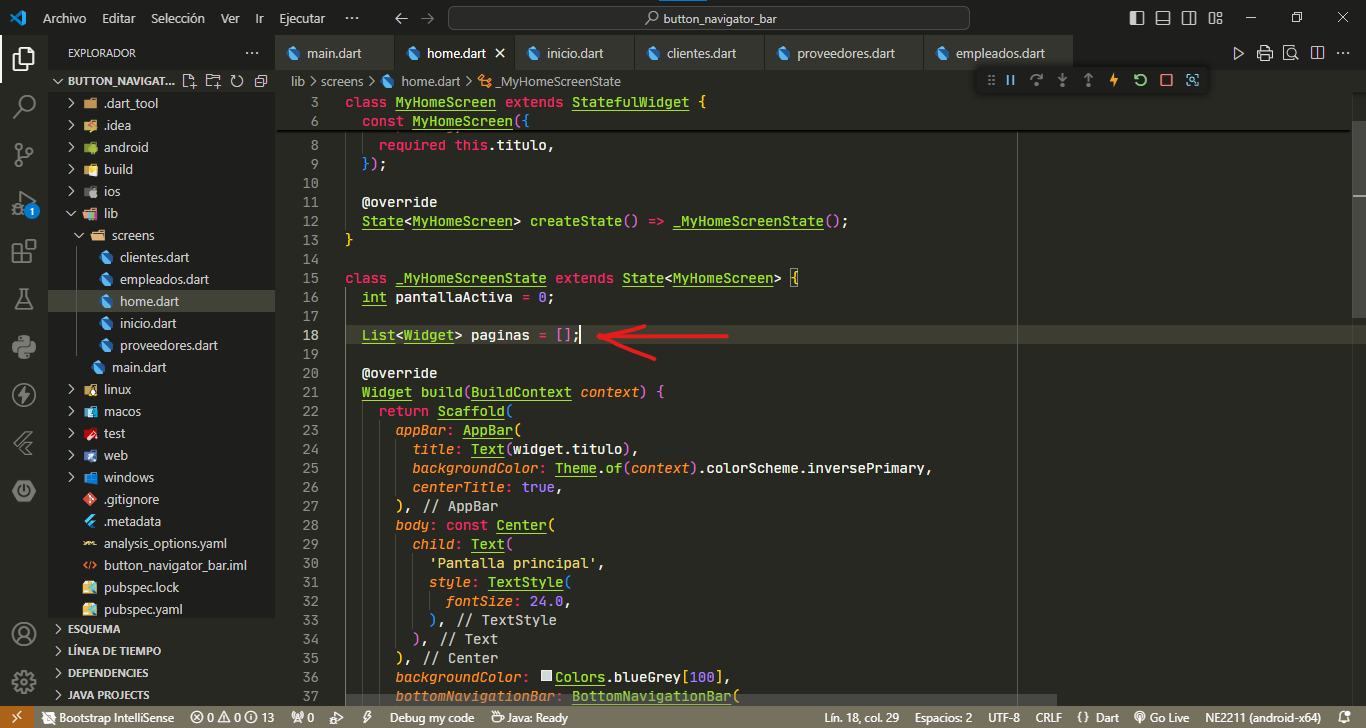 Archivo Editar Selección Ver Ir Ejecutar ··· button_navigator_bar
EXPLORADOR ···
main.dart home.dart inicio.dart clientes.dart proveedores.dart empleados.dart
BUTTON_NAVIGAT...
lib > screens > home.dart > _MyHomeScreenState
.dart_tool
.idea
android
build
ios
lib
screens
clientes.dart
empleados.dart
home.dart
inicio.dart
proveedores.dart
main.dart
linux
macos
test
web
windows
.gitignore
.metadata
analysis_options.yaml
button_navigator_bar.iml
pubspec.lock
pubspec.yaml
ESQUEMA
LÍNEA DE TIEMPO
DEPENDENCIES
JAVA PROJECTS
1
3 class MyHomeScreen extends StatefulWidget {
6 const MyHomeScreen({
8 required this.titulo,
9 });
10
11 @override
12 State<MyHomeScreen> createState() => _MyHomeScreenState();
13 }
14
15 class _MyHomeScreenState extends State<MyHomeScreen> {
16 int pantallaActiva = 0;
17
18 List<Widget> paginas = [];
19
20 @override
21 Widget build(BuildContext context) {
22 return Scaffold(
23 appBar: AppBar(
24 title: Text(widget.titulo),
25 backgroundColor: Theme.of(context).colorScheme.inversePrimary,
26 centerTitle: true,
27 ), // AppBar
28 body: const Center(
29 child: Text(
30 'Pantalla principal',
31 style: TextStyle(
32 fontSize: 24.0,
33 ), // TextStyle
34 ), // Text
35 ), // Center
36 backgroundColor: Colors.blueGrey[100],
37 bottomNavigationBar: BottomNavigationBar(
Bootstrap IntelliSense 0 0 13 0 Debug my code Java: Ready Lín. 18, col. 29 Espacios: 2 UTF-8 CRLF {} Dart Go Live NE2211 (android-x64)